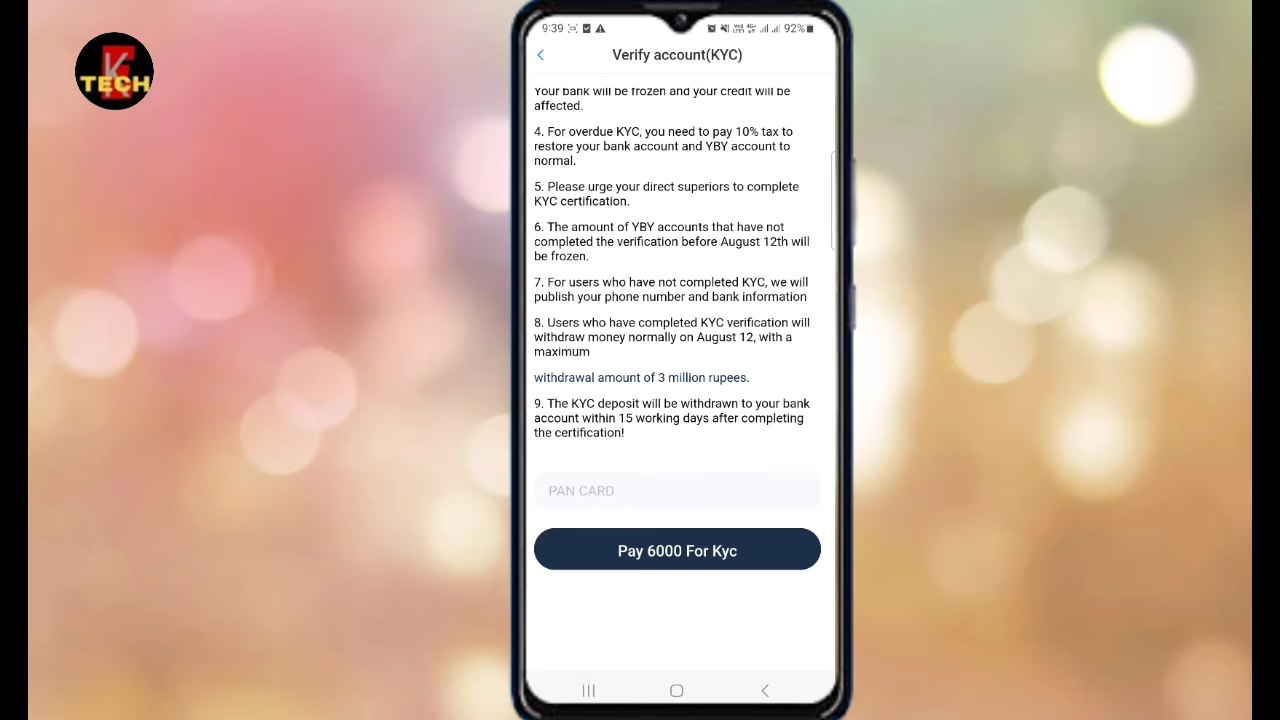 K
TECH
9:39
92%
Verify account(KYC)
Your bank will be frozen and your credit will be
affected.
4. For overdue KYC, you need to pay 10% tax to
restore your bank account and YBY account to
normal.
5. Please urge your direct superiors to complete
KYC certification.
6. The amount of YBY accounts that have not
completed the verification before August 12th will
be frozen.
7. For users who have not completed KYC, we will
publish your phone number and bank information
8. Users who have completed KYC verification will
withdraw money normally on August 12, with a
maximum
withdrawal amount of 3 million rupees.
9. The KYC deposit will be withdrawn to your bank
account within 15 working days after completing
the certification!
PAN CARD
Pay 6000 For Kyc